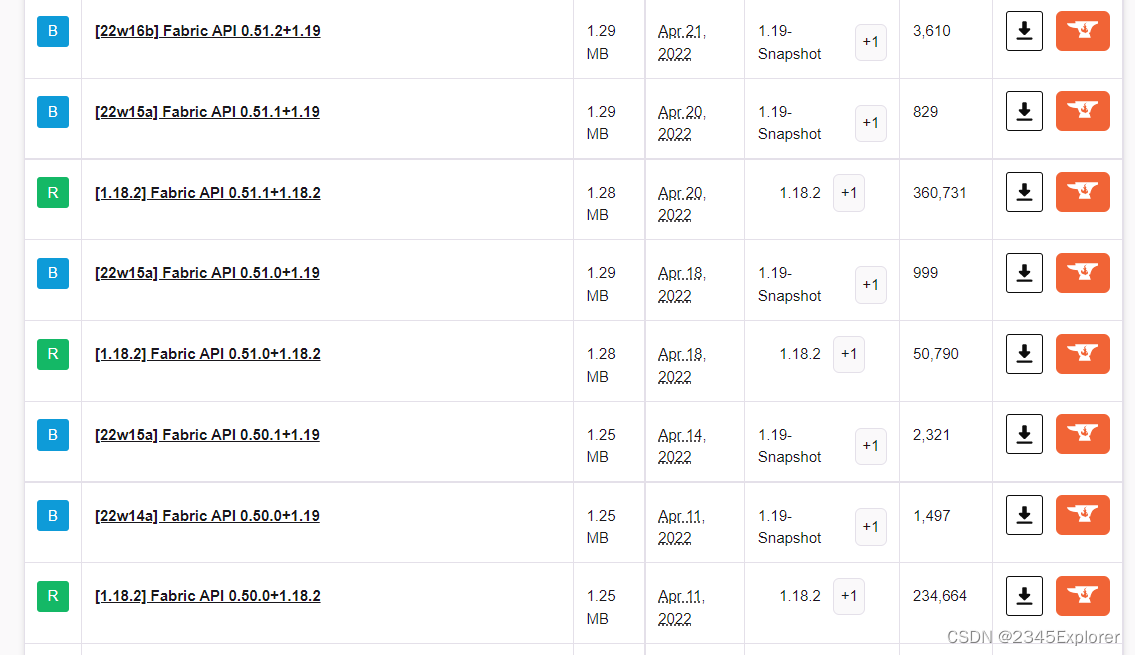 B [22w16b] Fabric API 0.51.2+1.19 1.29 Apr 21, 1.19- +1 3,610
MB 2022 Snapshot
B [22w15a] Fabric API 0.51.1+1.19 1.29 Apr 20, 1.19- +1 829
MB 2022 Snapshot
R [1.18.2] Fabric API 0.51.1+1.18.2 1.28 Apr 20, 1.18.2 +1 360,731
MB 2022
B [22w15a] Fabric API 0.51.0+1.19 1.29 Apr 18, 1.19- +1 999
MB 2022 Snapshot
R [1.18.2] Fabric API 0.51.0+1.18.2 1.28 Apr 18, 1.18.2 +1 50,790
MB 2022
B [22w15a] Fabric API 0.50.1+1.19 1.25 Apr 14, 1.19- +1 2,321
MB 2022 Snapshot
B [22w14a] Fabric API 0.50.0+1.19 1.25 Apr 11, 1.19- +1 1,497
MB 2022 Snapshot
R [1.18.2] Fabric API 0.50.0+1.18.2 1.25 Apr 11, 1.18.2 +1 234,664
MB 2022
CSDN @2345Explorer